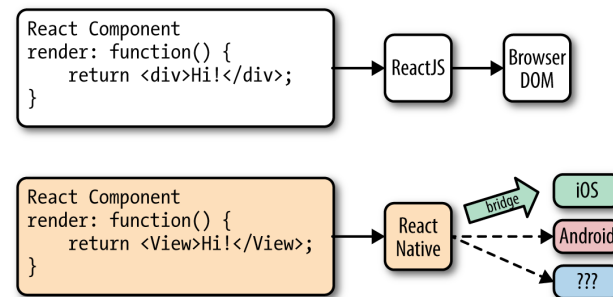 React Component
render: function() {
    return <div>Hi!</div>;
}
ReactJS
Browser
DOM
React Component
render: function() {
    return <View>Hi!</View>;
}
React
Native
bridge
iOS
Android
???